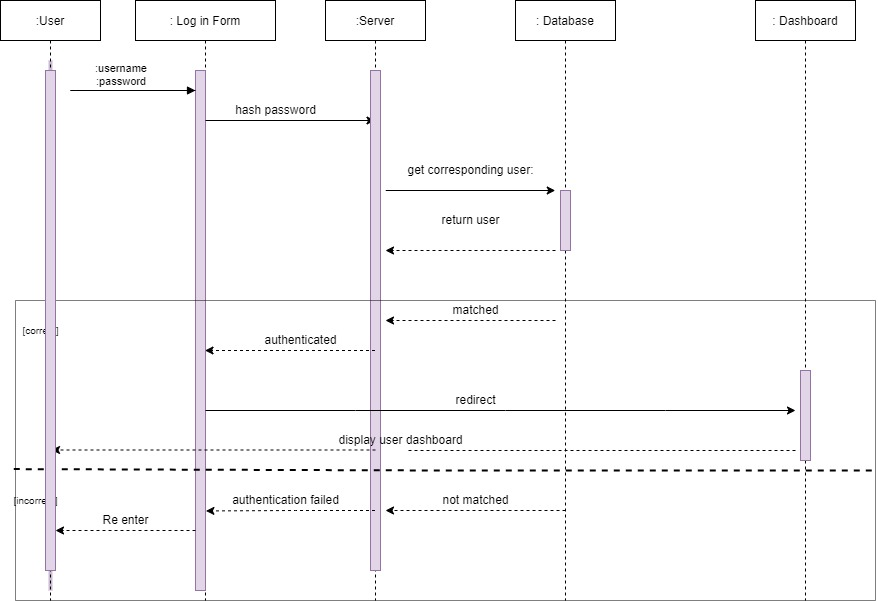 :User
: Log in Form
:Server
: Database
: Dashboard
:username
:password
hash password
get corresponding user:
return user
matched
authenticated
redirect
display user dashboard
not matched
authentication failed
Re enter